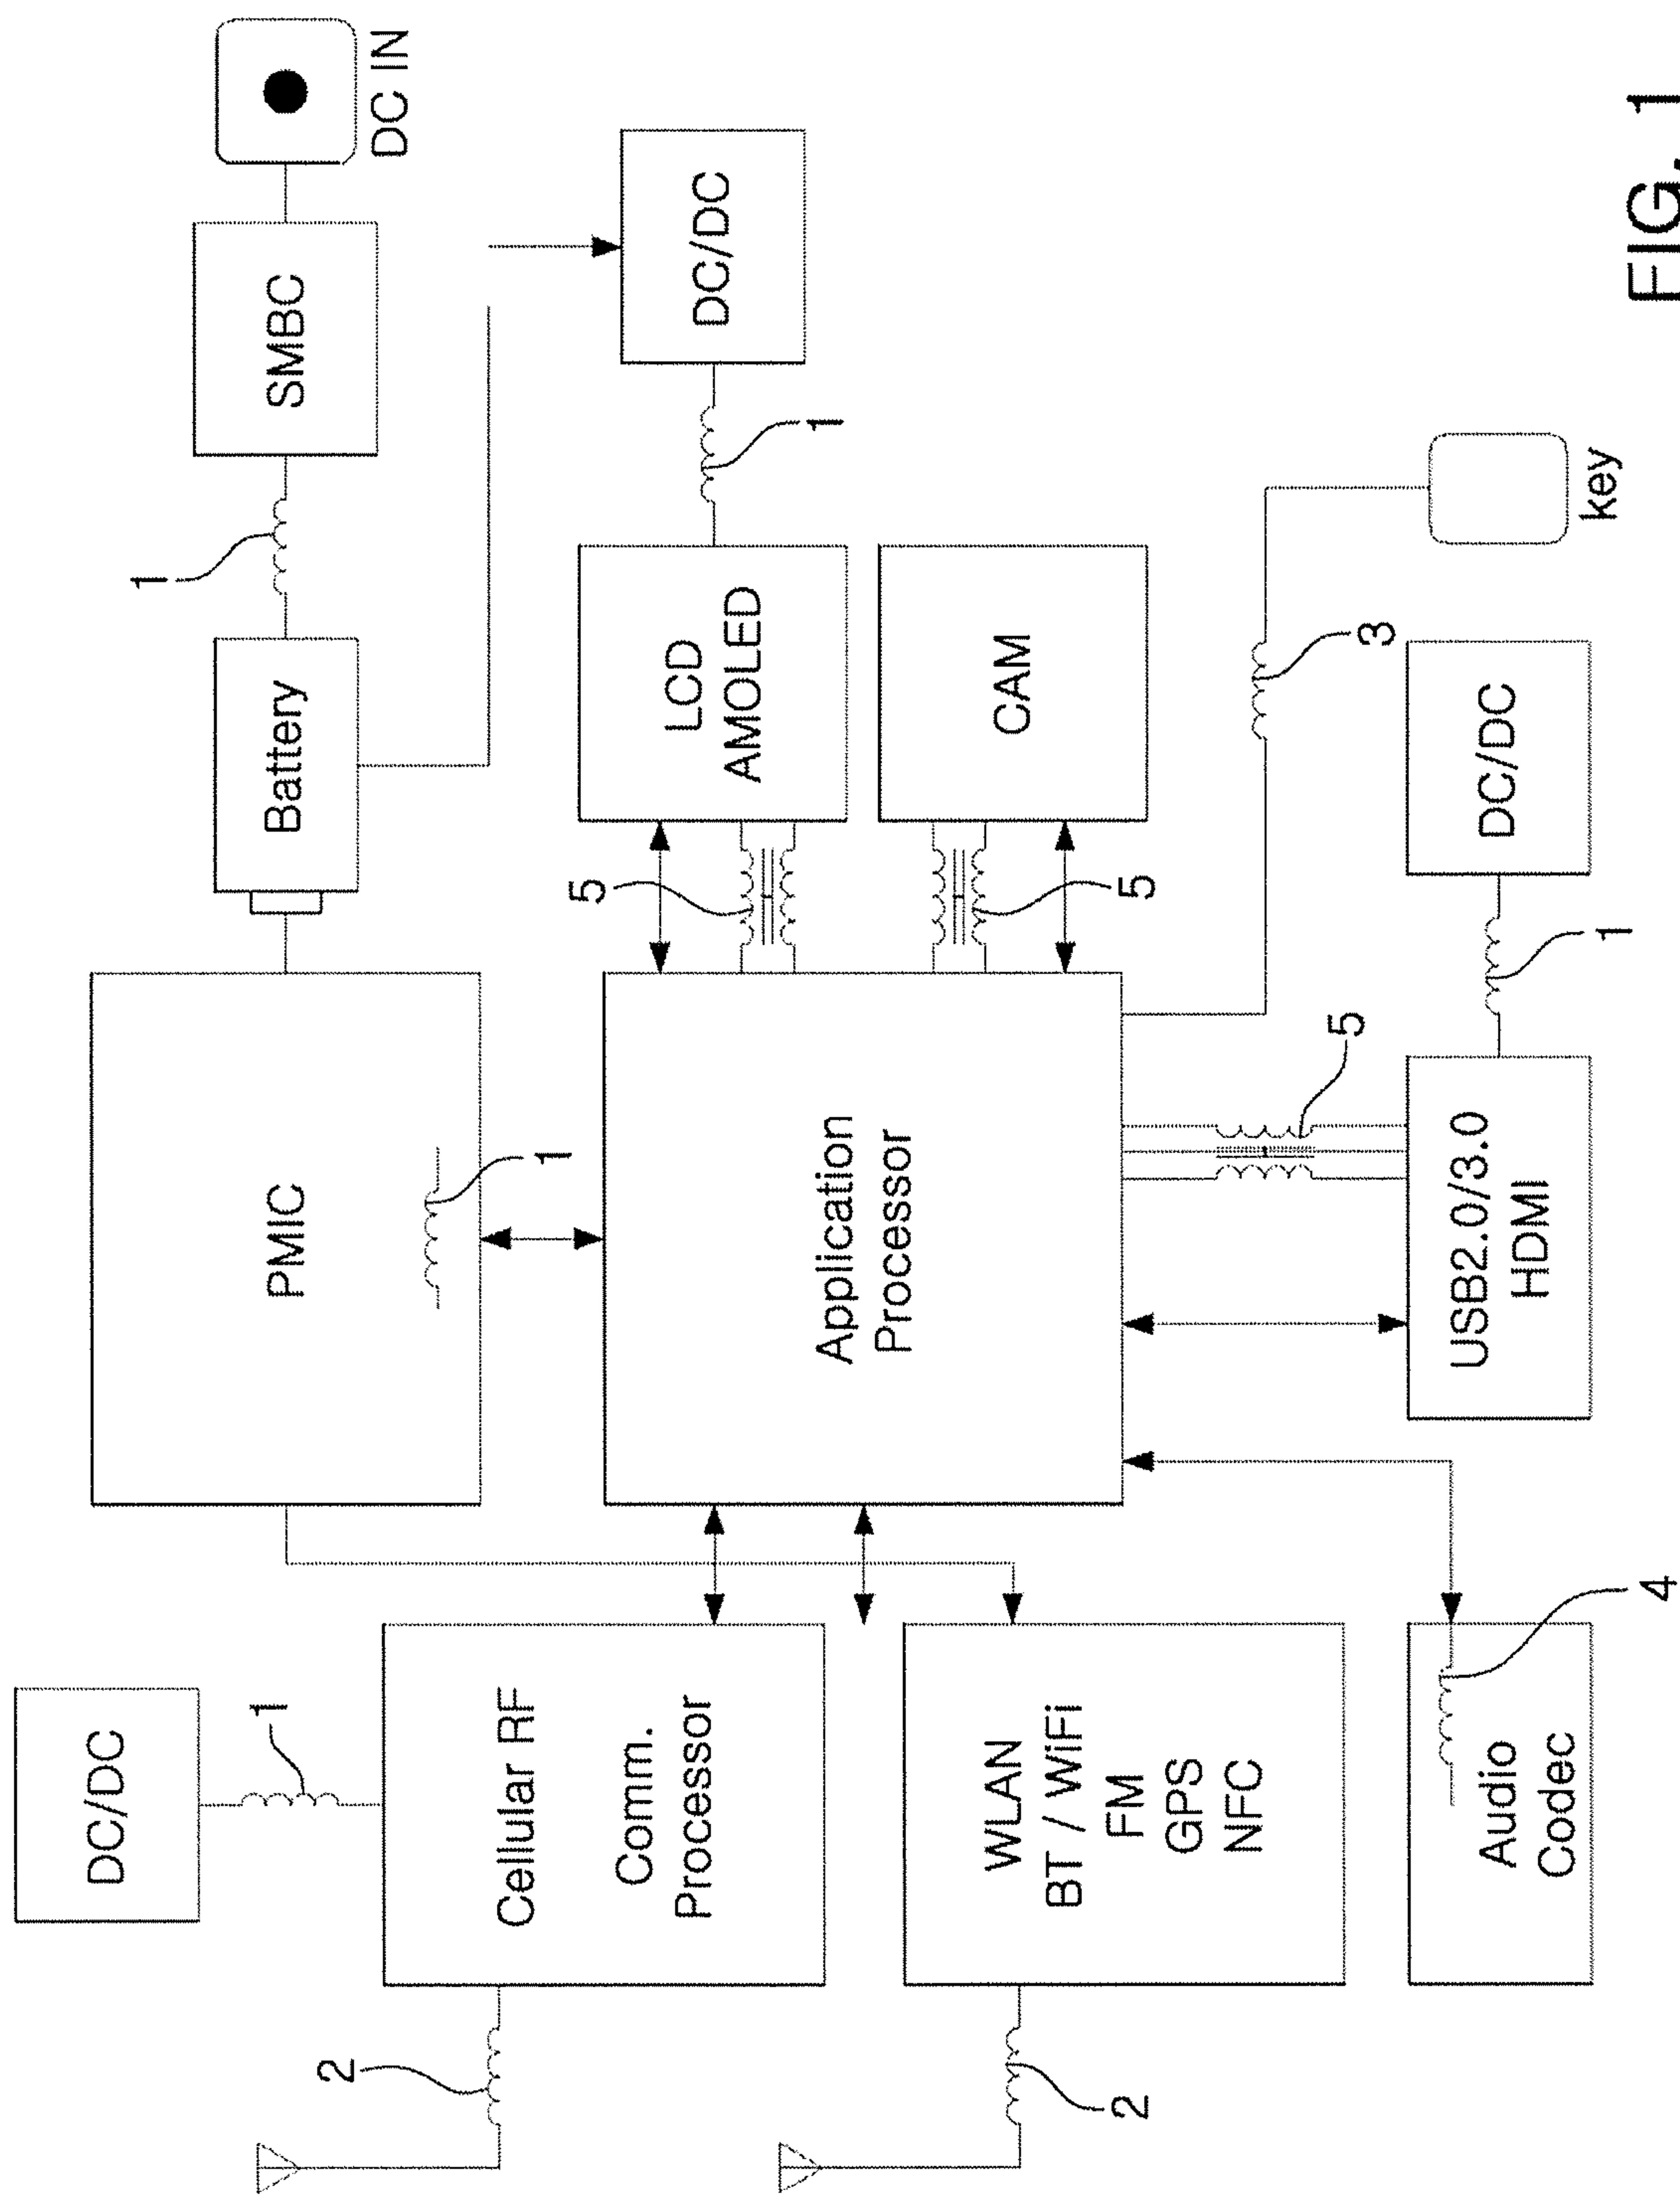 DC/DC
1
2
Cellular RF
Comm.
Processor
PMIC
1
Battery
1
SMBC
DC IN
2
WLAN
BT / WiFi
FM
GPS
NFC
Application
Processor
5
LCD
AMOLED
1
DC/DC
5
CAM
3
key
4
Audio
Codec
5
USB2.0/3.0
HDMI
1
DC/DC
FIG. 1